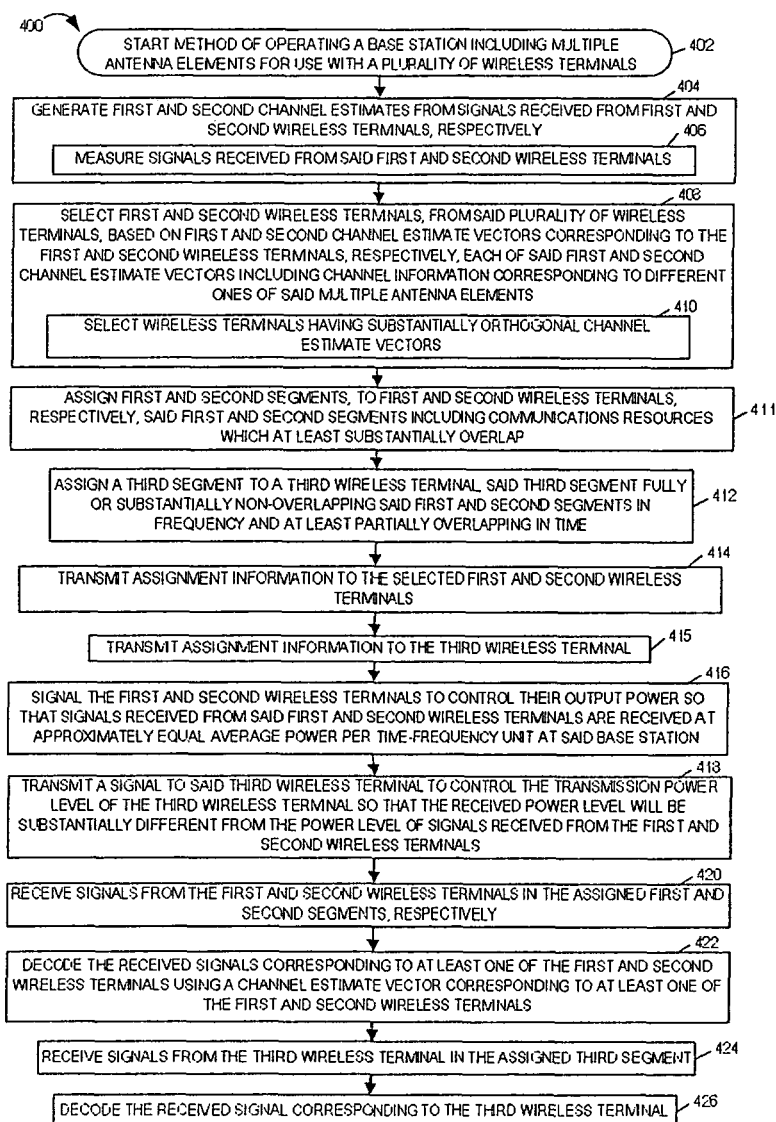 400
START METHOD OF OPERATING A BASE STATION INCLUDING MULTIPLE
ANTENNA ELEMENTS FOR USE WITH A PLURALITY OF WIRELESS TERMINALS
402
404
GENERATE FIRST AND SECOND CHANNEL ESTIMATES FROM SIGNALS RECEIVED FROM FIRST AND
SECOND WIRELESS TERMINALS, RESPECTIVELY
406
MEASURE SIGNALS RECEIVED FROM SAID FIRST AND SECOND WIRELESS TERMINALS
408
SELECT FIRST AND SECOND WIRELESS TERMINALS, FROM SAID PLURALITY OF WIRELESS
TERMINALS, BASED ON FIRST AND SECOND CHANNEL ESTIMATE VECTORS CORRESPONDING TO THE
FIRST AND SECOND WIRELESS TERMINALS, RESPECTIVELY, EACH OF SAID FIRST AND SECOND
CHANNEL ESTIMATE VECTORS INCLUDING CHANNEL INFORMATION CORRESPONDING TO DIFFERENT
ONES OF SAID MULTIPLE ANTENNA ELEMENTS
410
SELECT WIRELESS TERMINALS HAVING SUBSTANTIALLY ORTHOGONAL CHANNEL
ESTIMATE VECTORS
ASSIGN FIRST AND SECOND SEGMENTS, TO FIRST AND SECOND WIRELESS TERMINALS,
RESPECTIVELY, SAID FIRST AND SECOND SEGMENTS INCLUDING COMMUNICATIONS RESOURCES
WHICH AT LEAST SUBSTANTIALLY OVERLAP
411
ASSIGN A THIRD SEGMENT TO A THIRD WIRELESS TERMINAL, SAID THIRD SEGMENT FULLY
OR SUBSTANTIALLY NON-OVERLAPPING SAID FIRST AND SECOND SEGMENTS IN
FREQUENCY AND AT LEAST PARTIALLY OVERLAPPING IN TIME
412
414
TRANSMIT ASSIGNMENT INFORMATION TO THE SELECTED FIRST AND SECOND WIRELESS
TERMINALS
TRANSMIT ASSIGNMENT INFORMATION TO THE THIRD WIRELESS TERMINAL
415
416
SIGNAL THE FIRST AND SECOND WIRELESS TERMINALS TO CONTROL THEIR OUTPUT POWER SO
THAT SIGNALS RECEIVED FROM SAID FIRST AND SECOND WIRELESS TERMINALS ARE RECEIVED AT
APPROXIMATELY EQUAL AVERAGE POWER PER TIME-FREQUENCY UNIT AT SAID BASE STATION
418
TRANSMIT A SIGNAL TO SAID THIRD WIRELESS TERMINAL TO CONTROL THE TRANSMISSION POWER
LEVEL OF THE THIRD WIRELESS TERMINAL SO THAT THE RECEIVED POWER LEVEL WILL BE
SUBSTANTIALLY DIFFERENT FROM THE POWER LEVEL OF SIGNALS RECEIVED FROM THE FIRST AND
SECOND WIRELESS TERMINALS
420
RECEIVE SIGNALS FROM THE FIRST AND SECOND WIRELESS TERMINALS IN THE ASSIGNED FIRST AND
SECOND SEGMENTS, RESPECTIVELY
422
DECODE THE RECEIVED SIGNALS CORRESPONDING TO AT LEAST ONE OF THE FIRST AND SECOND
WIRELESS TERMINALS USING A CHANNEL ESTIMATE VECTOR CORRESPONDING TO AT LEAST ONE OF
THE FIRST AND SECOND WIRELESS TERMINALS
RECEIVE SIGNALS FROM THE THIRD WIRELESS TERMINAL IN THE ASSIGNED THIRD SEGMENT
424
DECODE THE RECEIVED SIGNAL CORRESPONDING TO THE THIRD WIRELESS TERMINAL
426